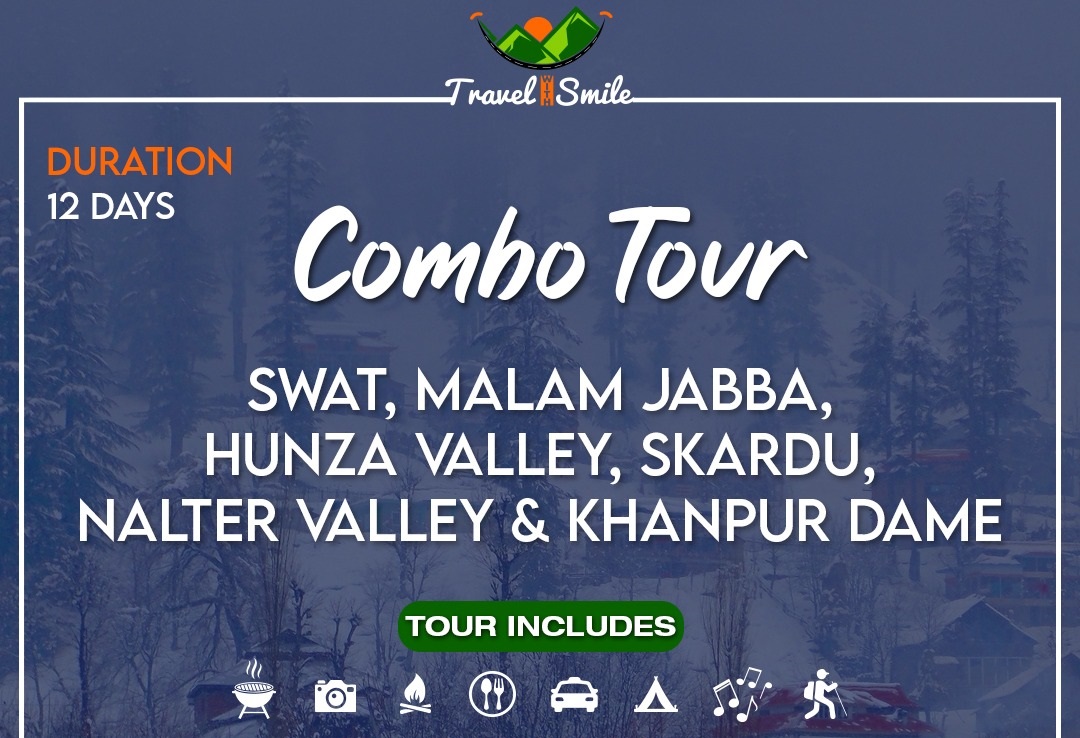 Travel WITH Smile
DURATION
12 DAYS
Combo Tour
SWAT, MALAM JABBA,
HUNZA VALLEY, SKARDU,
NALTER VALLEY & KHANPUR DAME
TOUR INCLUDES